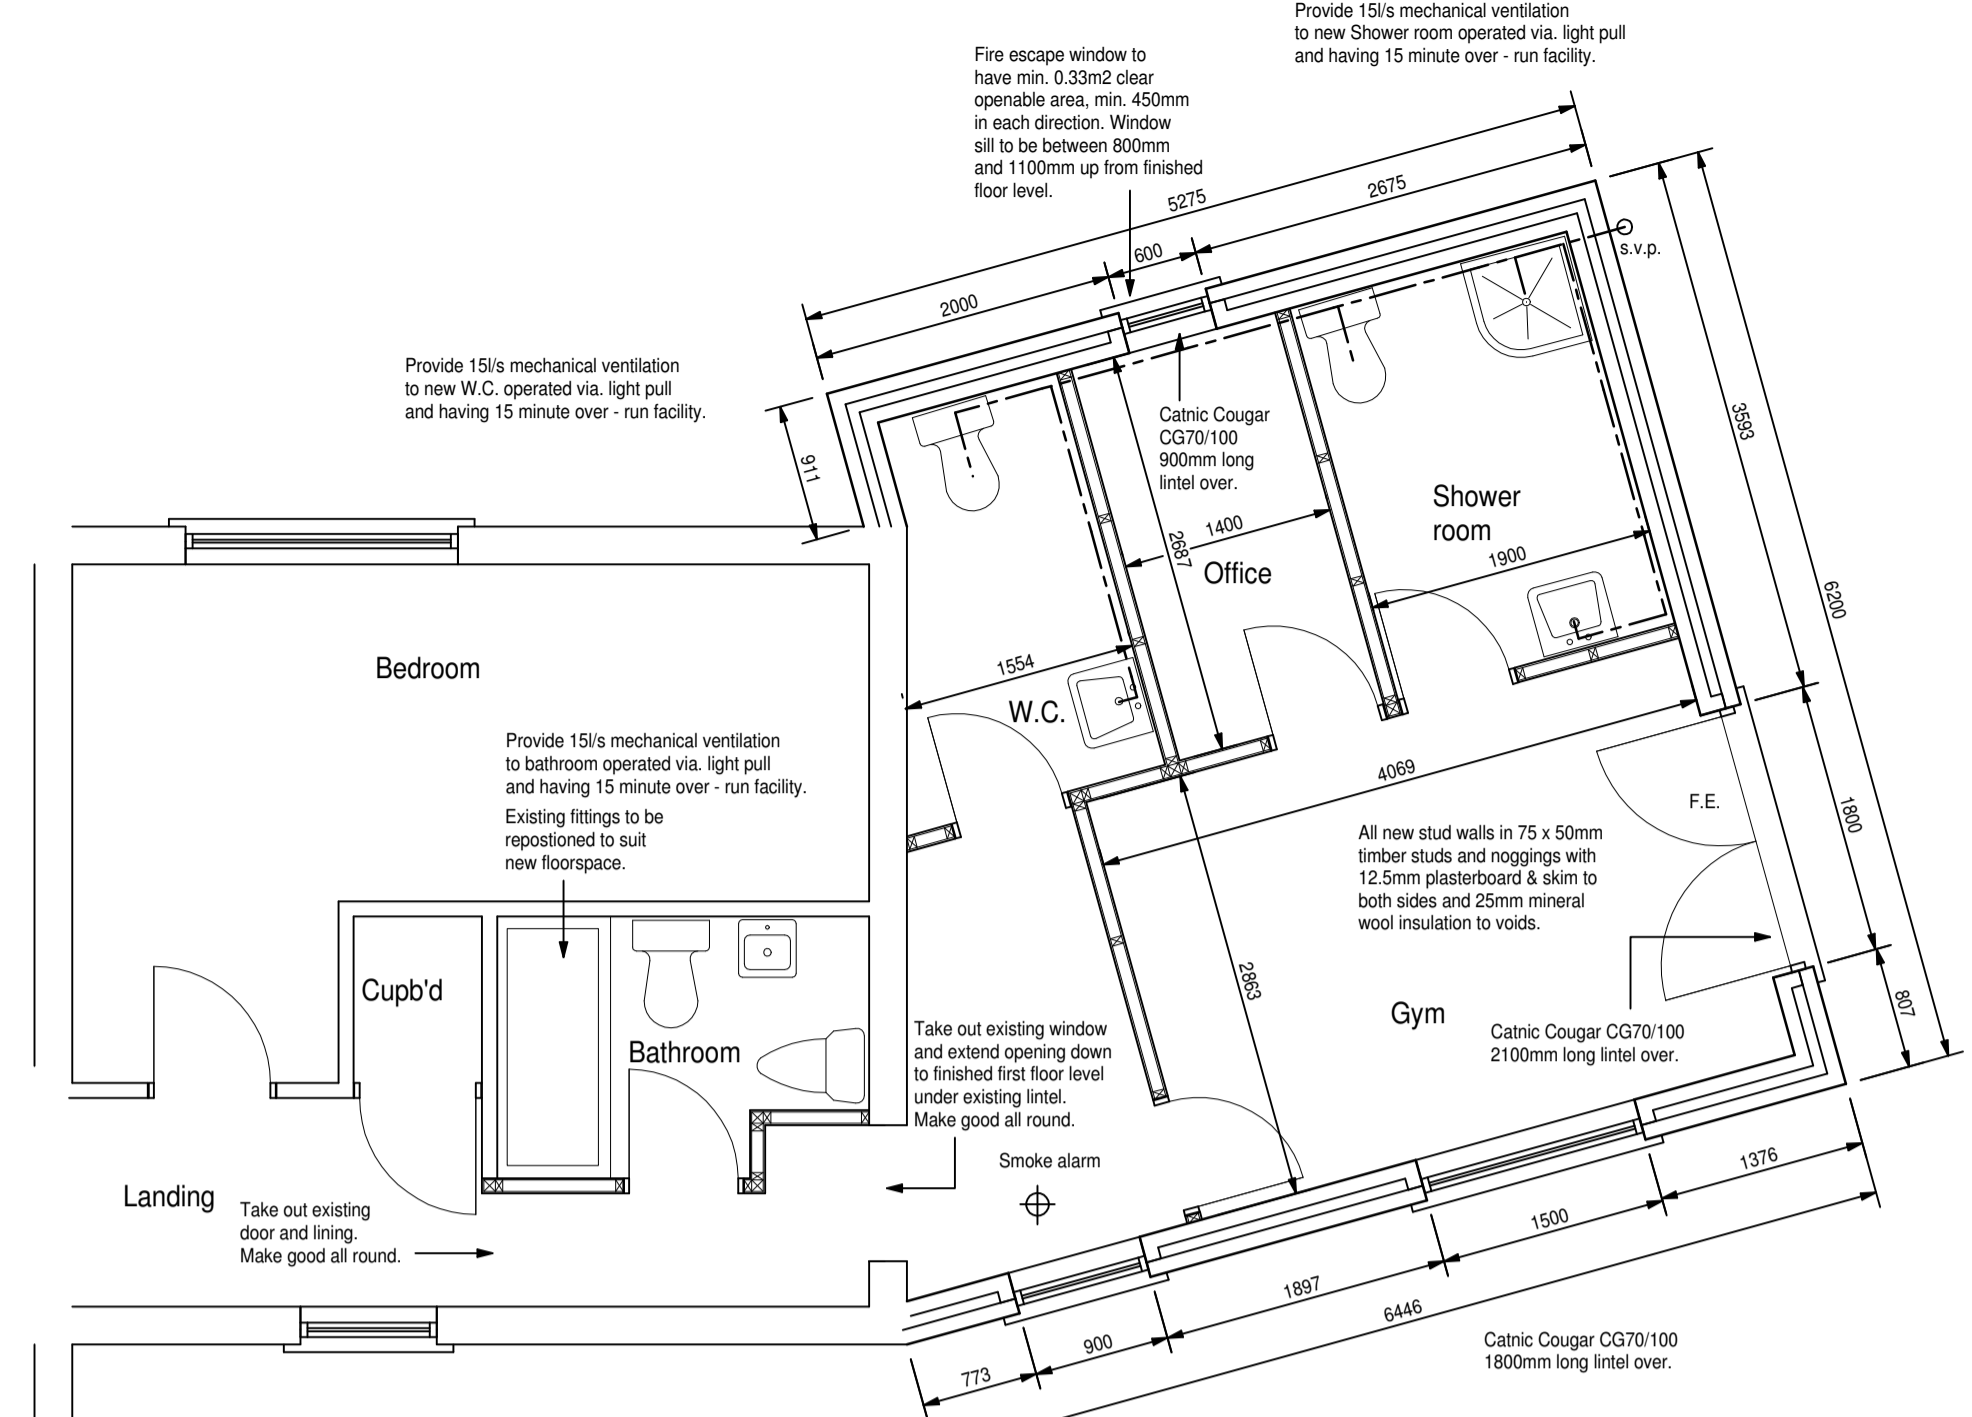 Provide 15l/s mechanical ventilation
to new Shower room operated via. light pull
and having 15 minute over - run facility.
Fire escape window to
have min. 0.33m2 clear
openable area, min. 450mm
in each direction. Window
sill to be between 800mm
and 1100mm up from finished
floor level.
5275
2675
600
2000
s.v.p.
Provide 15l/s mechanical ventilation
to new W.C. operated via. light pull
and having 15 minute over - run facility.
911
Catnic Cougar
CG70/100
900mm long
lintel over.
3593
Shower
room
1400
2687
1900
Office
6200
Bedroom
1554
W.C.
Provide 15l/s mechanical ventilation
to bathroom operated via. light pull
and having 15 minute over - run facility.
Existing fittings to be
repostioned to suit
new floorspace.
4069
F.E.
1800
All new stud walls in 75 x 50mm
timber studs and noggings with
12.5mm plasterboard & skim to
both sides and 25mm mineral
wool insulation to voids.
2863
Cupb'd
807
Gym
Bathroom
Take out existing window
and extend opening down
to finished first floor level
under existing lintel.
Make good all round.
Catnic Cougar CG70/100
2100mm long lintel over.
Smoke alarm
1376
Landing
Take out existing
door and lining.
Make good all round.
1500
1897
6446
900
773
Catnic Cougar CG70/100
1800mm long lintel over.